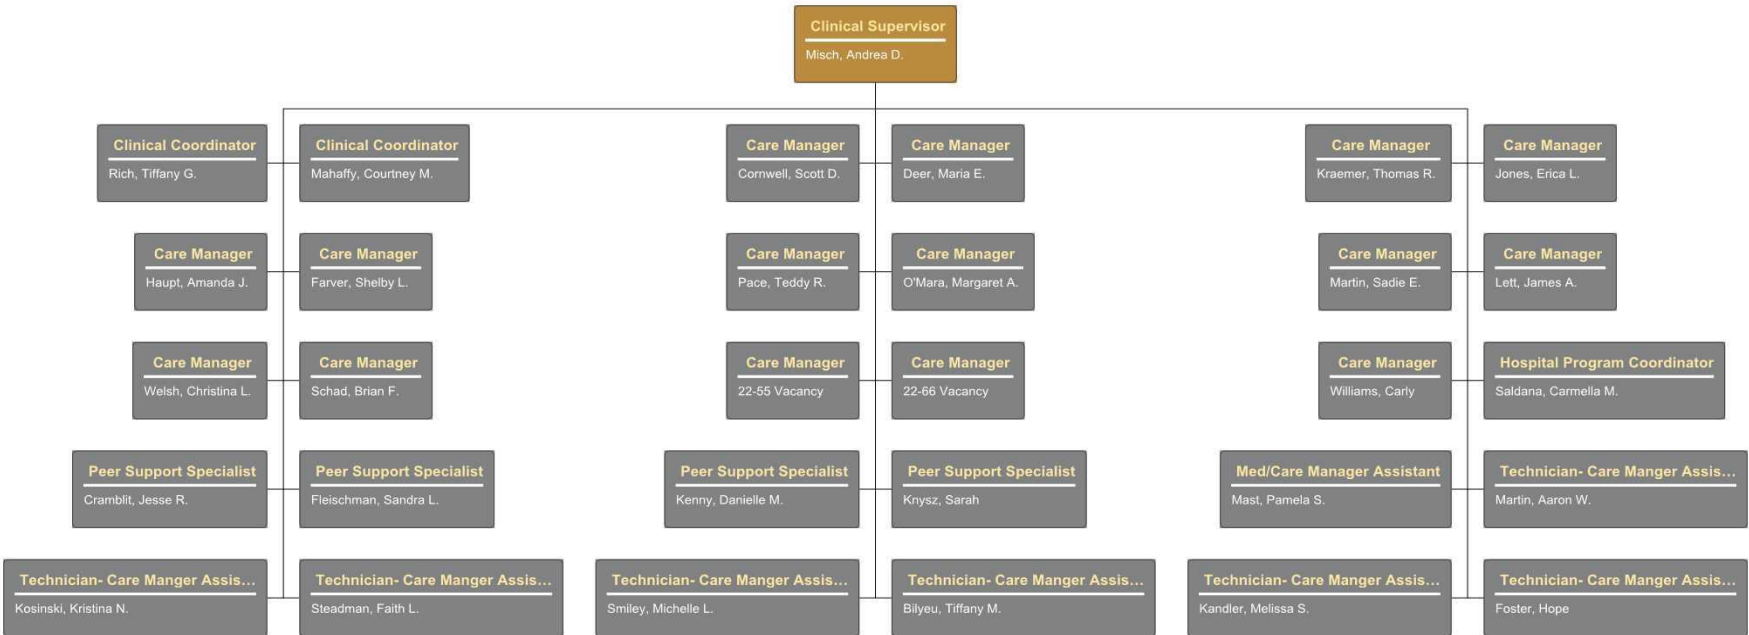 Clinical Supervisor
Misch, Andrea D.
Clinical Coordinator
Rich, Tiffany G.
Clinical Coordinator
Mahaffy, Courtney M.
Care Manager
Cornwell, Scott D.
Care Manager
Deer, Maria E.
Care Manager
Kraemer, Thomas R.
Care Manager
Jones, Erica L.
Care Manager
Haupt, Amanda J.
Care Manager
Farver, Shelby L.
Care Manager
Pace, Teddy R.
Care Manager
O'Mara, Margaret A.
Care Manager
Martin, Sadie E.
Care Manager
Lett, James A.
Care Manager
Welsh, Christina L.
Care Manager
Schad, Brian F.
Care Manager
22-55 Vacancy
Care Manager
22-66 Vacancy
Care Manager
Williams, Carly
Hospital Program Coordinator
Saldana, Carmella M.
Peer Support Specialist
Cramblit, Jesse R.
Peer Support Specialist
Fleischman, Sandra L.
Peer Support Specialist
Kenny, Danielle M.
Peer Support Specialist
Knysz, Sarah
Med/Care Manager Assistant
Mast, Pamela S.
Technician- Care Manger Assis...
Martin, Aaron W.
Technician- Care Manger Assis...
Kosinski, Kristina N.
Technician- Care Manger Assis...
Steadman, Faith L.
Technician- Care Manger Assis...
Smiley, Michelle L.
Technician- Care Manger Assis...
Bilyeu, Tiffany M.
Technician- Care Manger Assis...
Kandler, Melissa S.
Technician- Care Manger Assis...
Foster, Hope